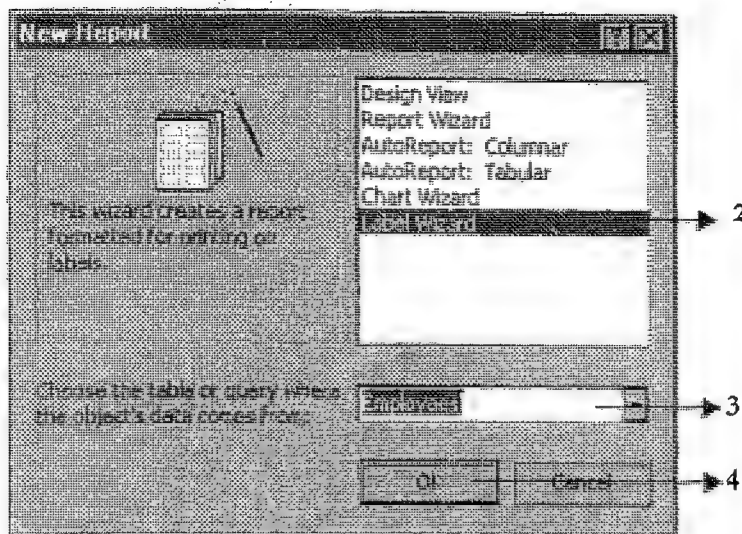 New Report
Design View
Report Wizard
AutoReport: Columnar
AutoReport: Tabular
Chart Wizard
Label Wizard
2
This wizard creates a report
formatted for printing on
labels.
Choose the table or query where
the object's data comes from:
Employees
3
OK
Cancel
4